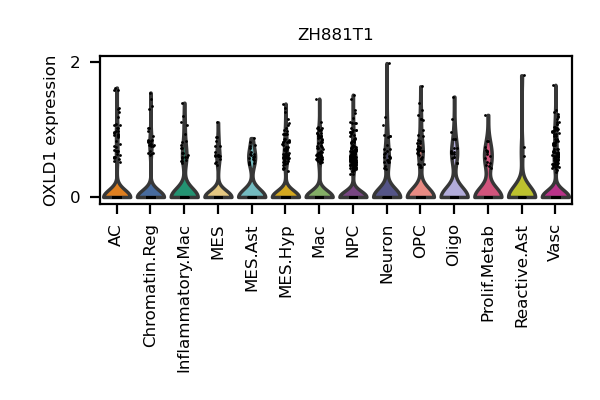 ZH881T1
OXLD1 expression
2
0
AC
Chromatin.Reg
Inflammatory.Mac
MES
MES.Ast
MES.Hyp
Mac
NPC
Neuron
OPC
Oligo
Prolif.Metab
Reactive.Ast
Vasc